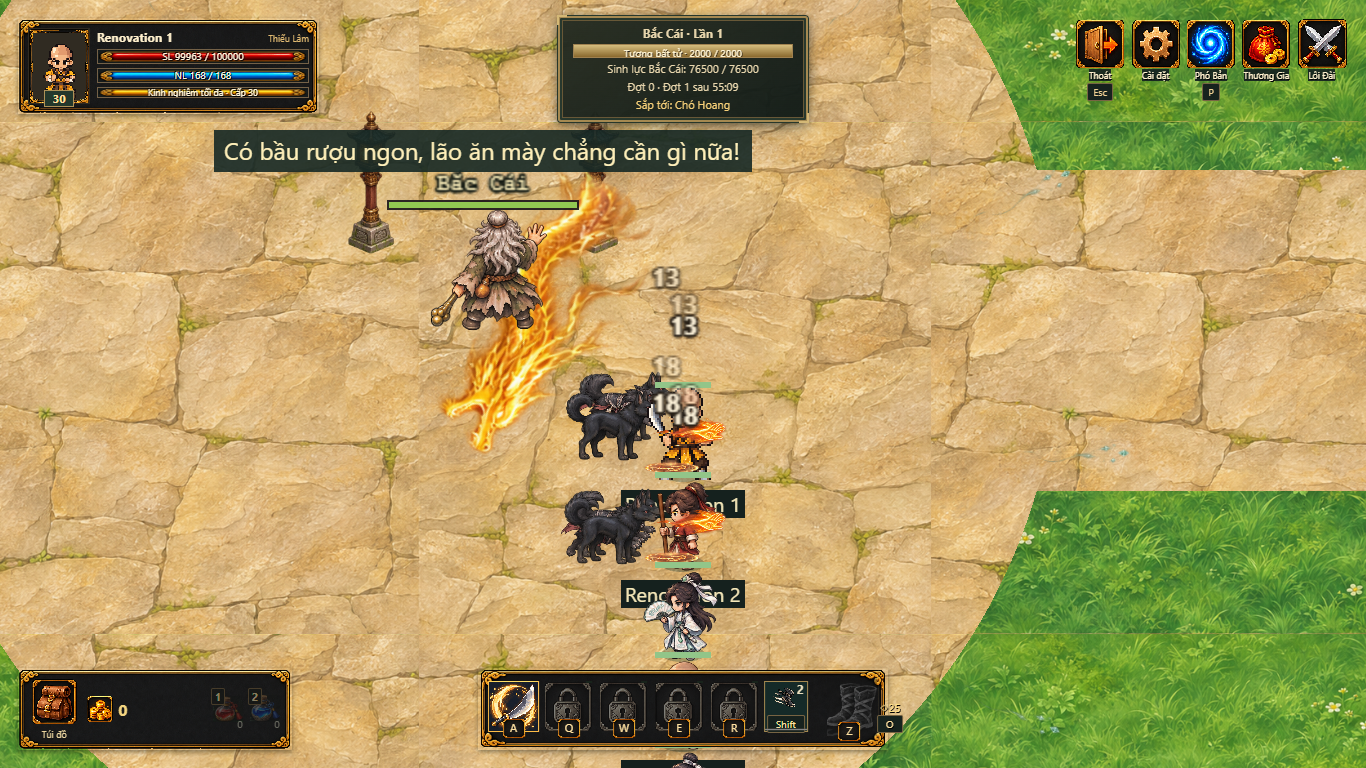 Renovation 1
Thiếu Lâm
SL 99963 / 100000
NL 168 / 168
Kinh nghiệm tối đa - Cấp 30
30
Bắc Cái · Lần 1
Tương bất tử · 2000 / 2000
Sinh lực Bắc Cái: 76500 / 76500
Đợt 0 · Đợt 1 sau 55:09
Sắp tới: Chó Hoang
Thoát
Cài đặt
Phó Bản
Thương Gia
Lôi Đài
Esc
P
Có bầu rượu ngon, lão ăn mày chẳng cần gì nữa!
Bắc Cái
13
13
13
18
18
18
1
2
Túi đồ
0
1
2
0
0
A
Q
W
E
R
2
Shift
Z
25
O